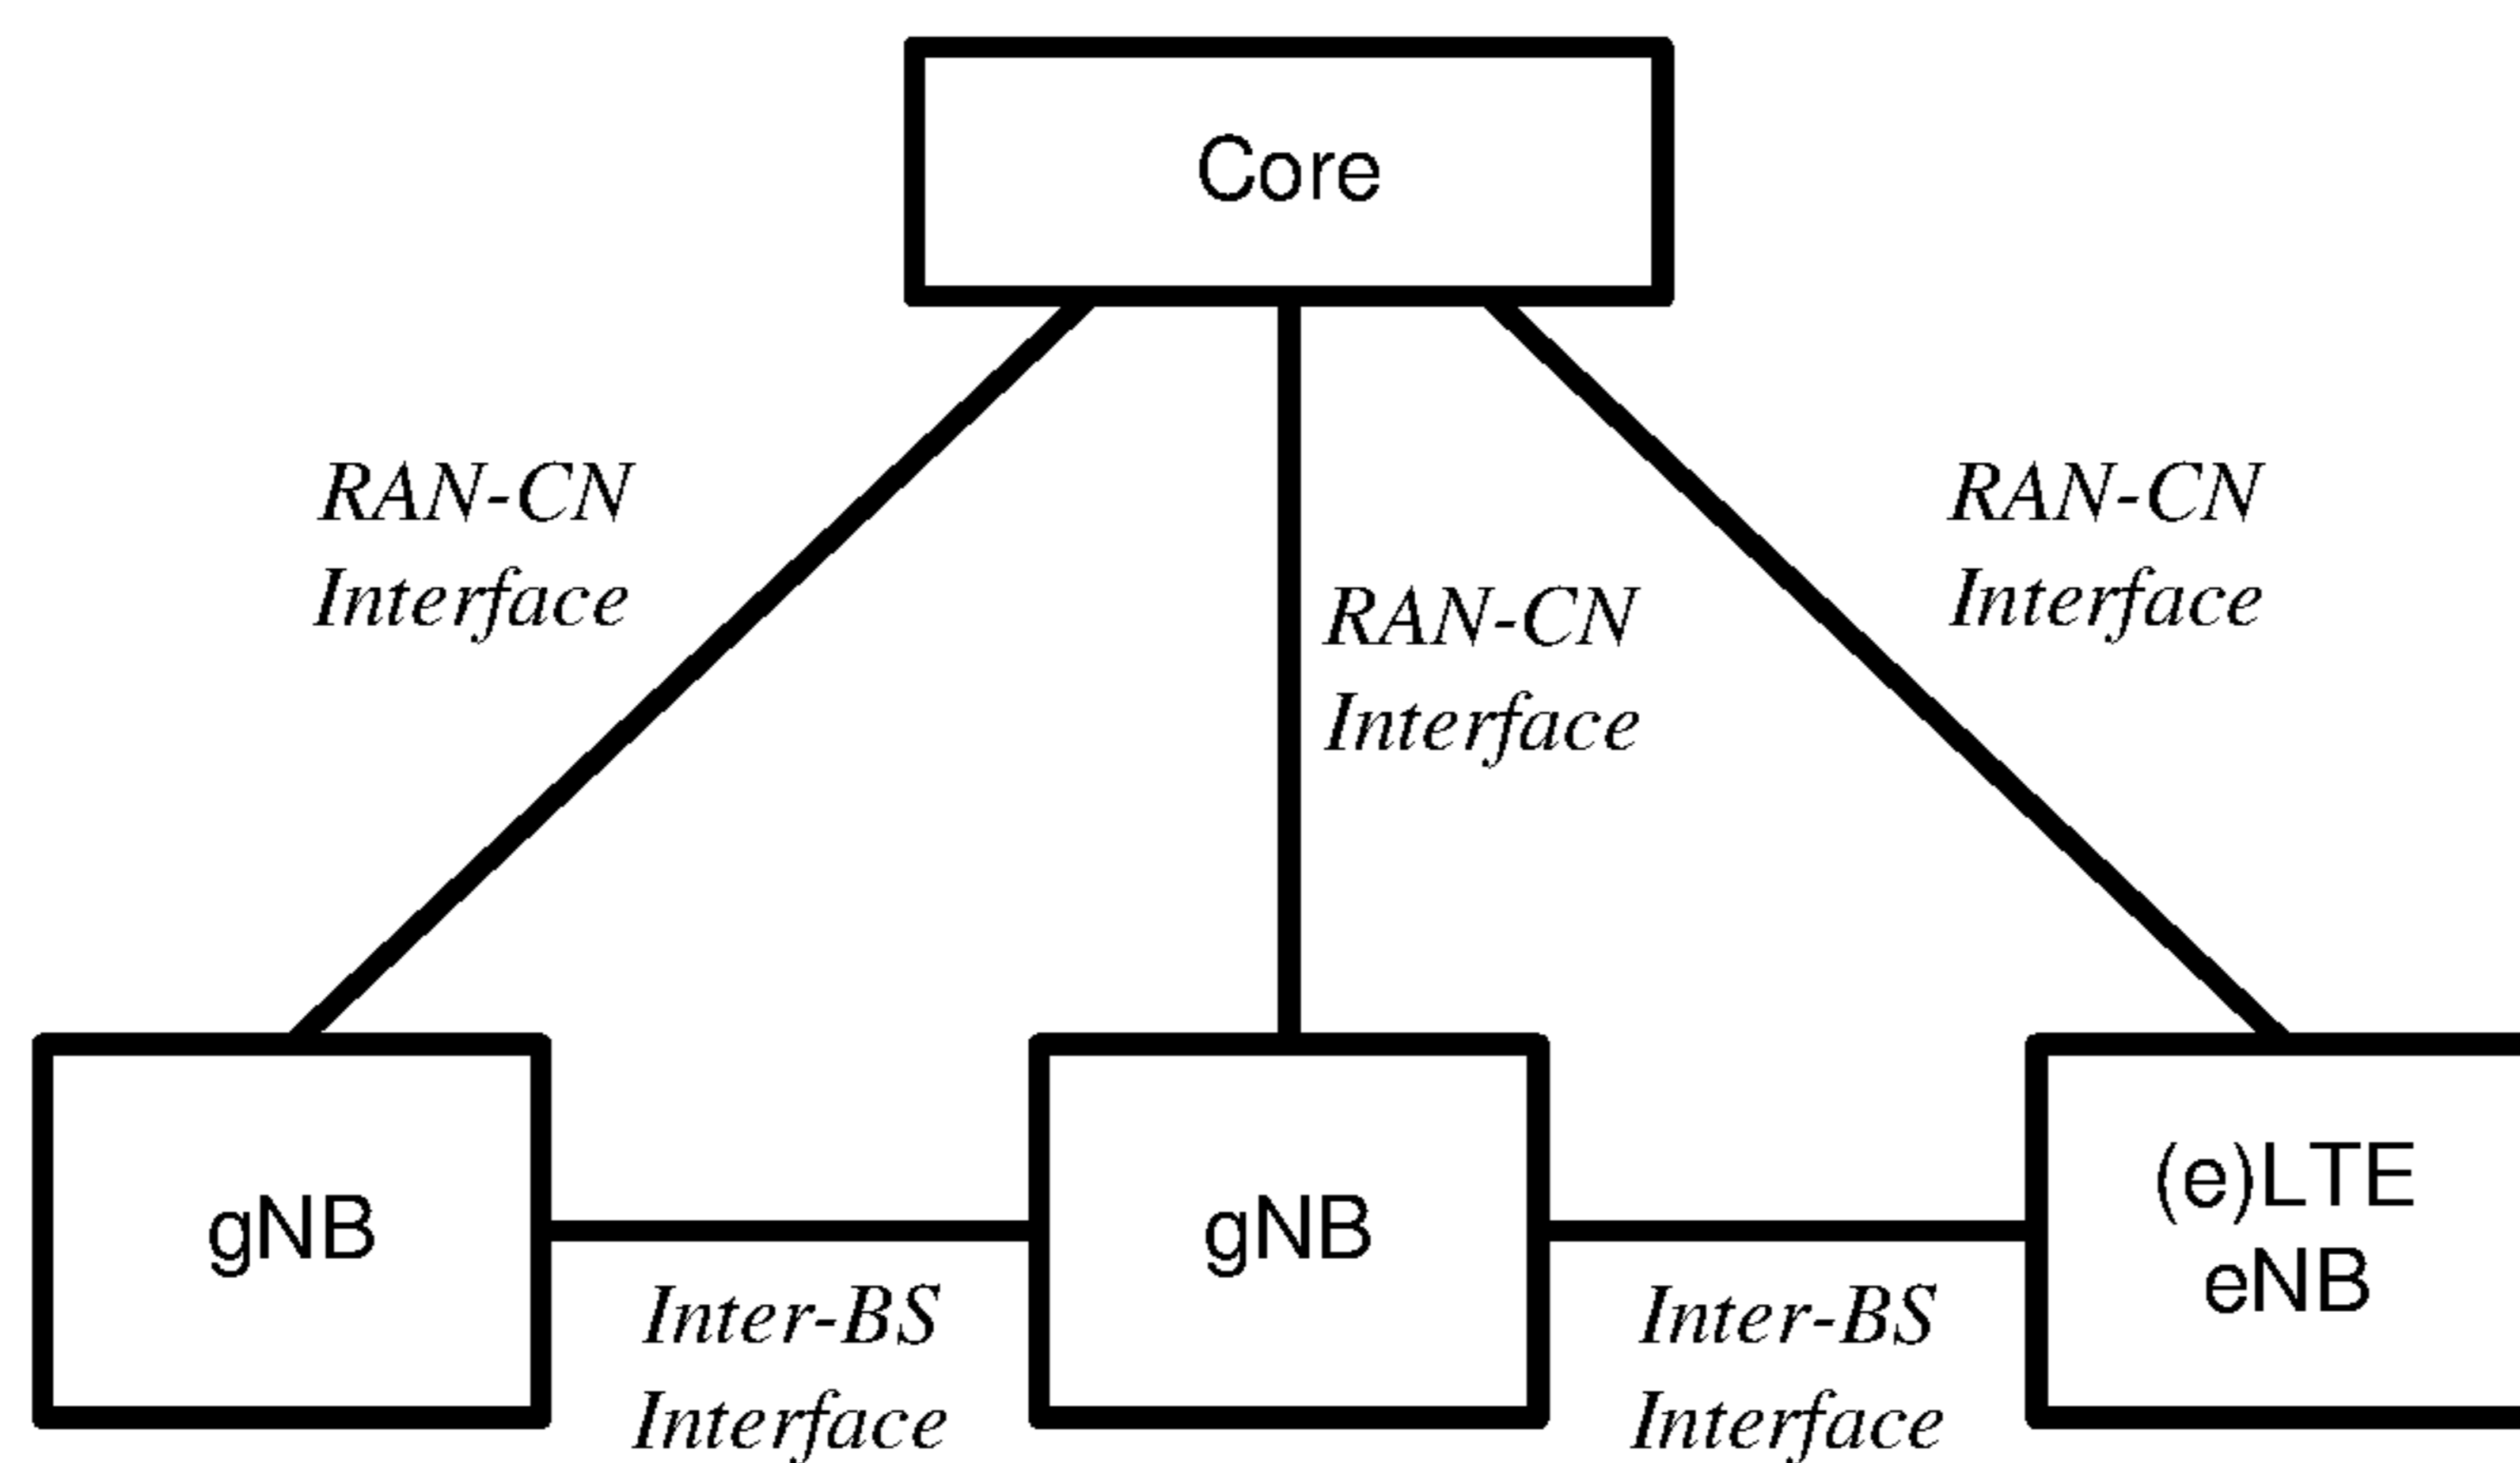 Core
RAN-CN
Interface
RAN-CN
Interface
RAN-CN
Interface
gNB
gNB
(e)LTE
eNB
Inter-BS
Interface
Inter-BS
Interface